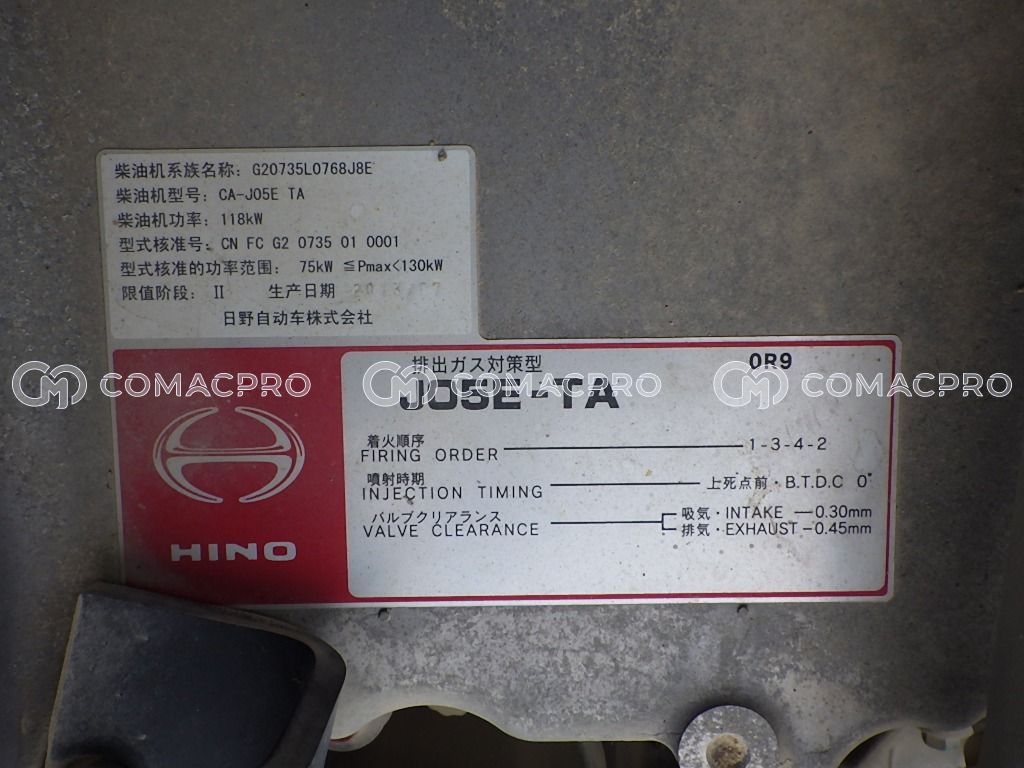 柴油机系族名称: G20735L0768J8E
柴油机型号: CA-J05E TA
柴油机功率: 118kW
型式核准号: CN FC G2 0735 01 0001
型式核准的功率范围: 75kW ≦Pmax<130kW
限值阶段: II 生产日期
日野自动车株式会社
排出ガス対策型 0R9
COMACPRO COMACPRO COMACPRO
J05E-TA
着火順序
FIRING ORDER 1-3-4-2
噴射時期
INJECTION TIMING 上死点前・B.T.D.C 0°
バルブクリアランス
VALVE CLEARANCE
吸気・INTAKE —0.30mm
排気・EXHAUST—0.45mm
HINO